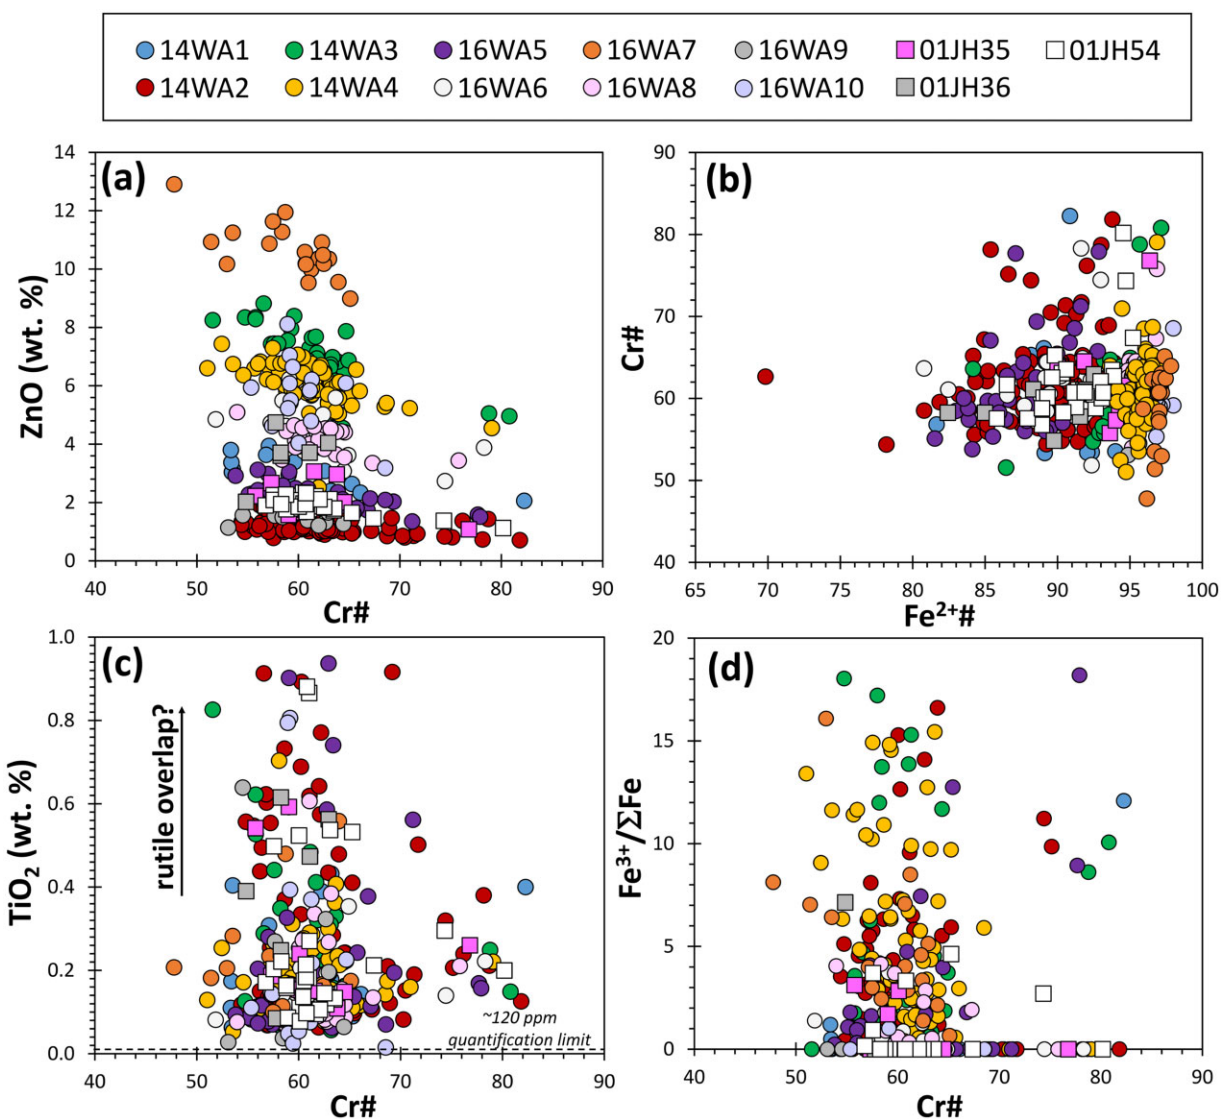 14WA1 14WA3 16WA5 16WA7 16WA9 01JH35 01JH54
14WA2 14WA4 16WA6 16WA8 16WA10 01JH36
(a)
ZnO (wt. %)
14
12
10
8
6
4
2
0
40 50 60 70 80 90
Cr#
(b)
Cr#
90
80
70
60
50
40
65 70 75 80 85 90 95 100
Fe²⁺#
(c)
TiO₂ (wt. %)
1.0
0.8
0.6
0.4
0.2
0.0
rutile overlap?
~120 ppm
quantification limit
40 50 60 70 80 90
Cr#
(d)
Fe³⁺/ΣFe
20
15
10
5
0
40 50 60 70 80 90
Cr#